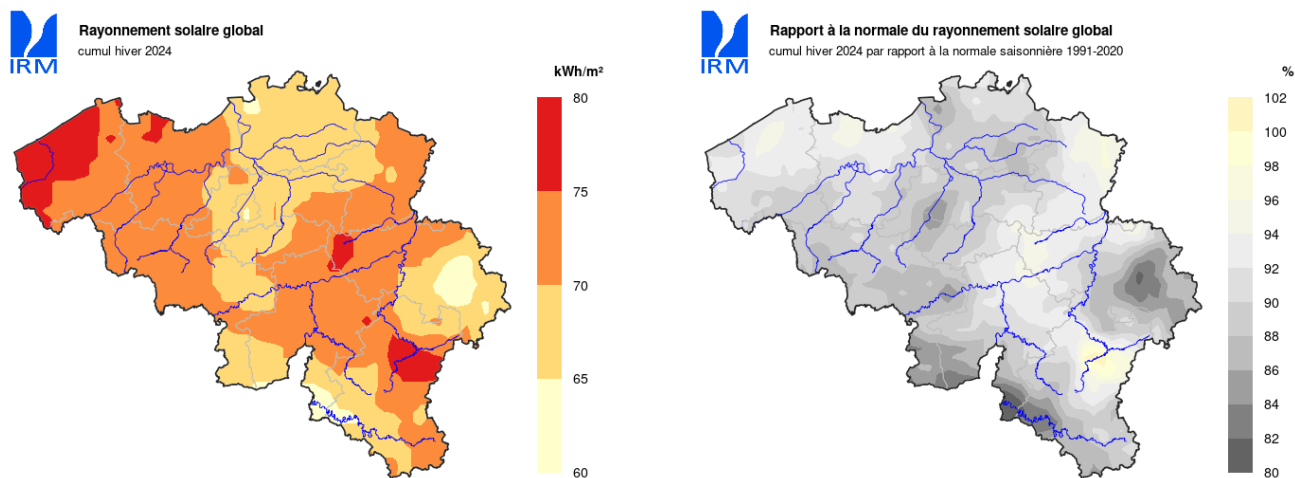 Rayonnement solaire global
cumul hiver 2024
IRM
kWh/m²
80
75
70
65
60
Rapport à la normale du rayonnement solaire global
cumul hiver 2024 par rapport à la normale saisonnière 1991-2020
IRM
%
102
100
98
96
94
92
90
88
86
84
82
80